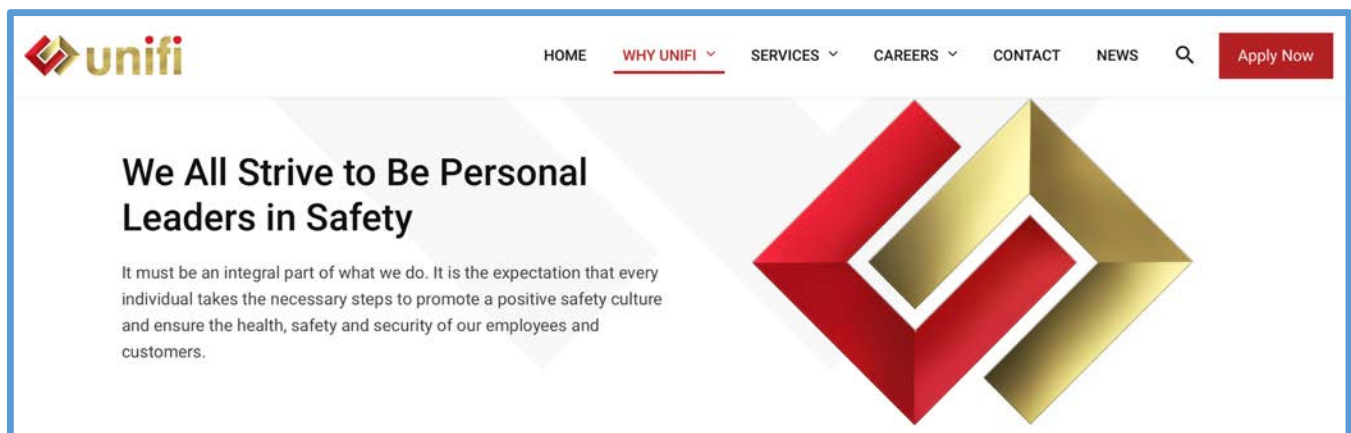 unifi
HOME WHY UNIFI SERVICES CAREERS CONTACT NEWS Apply Now
We All Strive to Be Personal
Leaders in Safety
It must be an integral part of what we do. It is the expectation that every
individual takes the necessary steps to promote a positive safety culture
and ensure the health, safety and security of our employees and
customers.